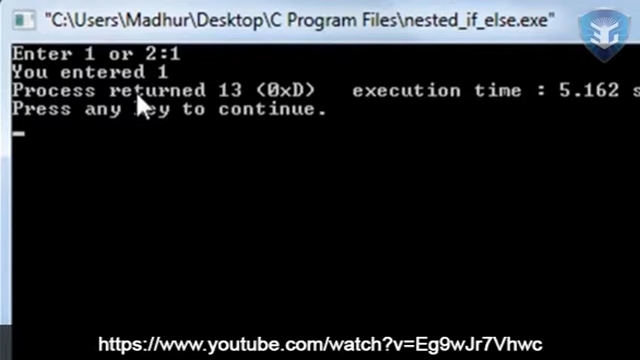 "C:\Users\Madhur\Desktop\C Program Files\nested_if_else.exe"
Enter 1 or 2:1
You entered 1
Process returned 13 (0xD)   execution time : 5.162 s
Press any key to continue.
https://www.youtube.com/watch?v=Eg9wJr7Vhwc